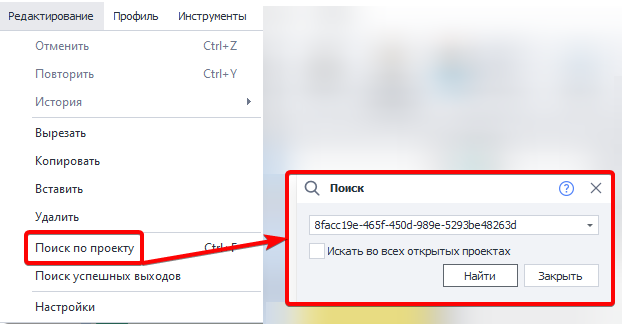 Редактирование Профиль Инструменты
Отменить Ctrl+Z
Повторить Ctrl+Y
История
Вырезать
Копировать
Вставить
Удалить
Поиск по проекту Ctrl+F
Поиск успешных выходов
Настройки
Поиск
8facc19e-465f-450d-989e-5293be48263d
Искать во всех открытых проектах
Найти Закрыть